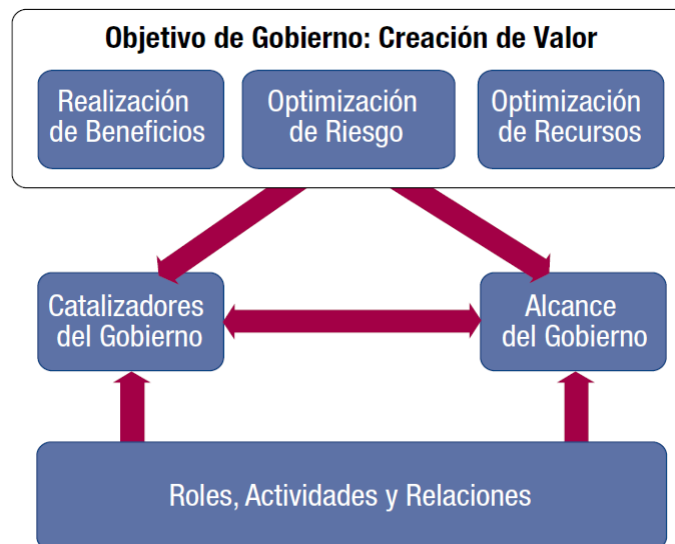 Objetivo de Gobierno: Creación de Valor
Realización
de Beneficios
Optimización
de Riesgo
Optimización
de Recursos
Catalizadores
del Gobierno
Alcance
del Gobierno
Roles, Actividades y Relaciones